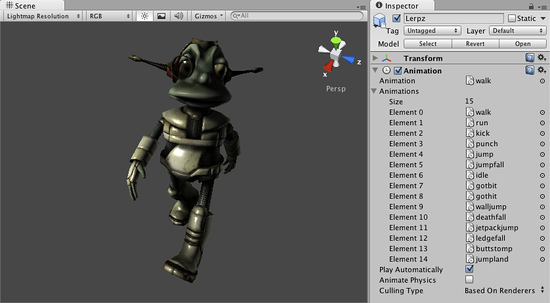 Scene
Lightmap Resolution RGB Gizmos All
y
x
z
Persp
Inspector
Lerpz Static
Tag Untagged Layer Default
Model Select Revert Open
Transform
Animation
Animation walk
Animations
Size 15
Element 0 walk
Element 1 run
Element 2 kick
Element 3 punch
Element 4 jump
Element 5 jumpfall
Element 6 idle
Element 7 gotbit
Element 8 gothit
Element 9 walljump
Element 10 deathfall
Element 11 jetpackjump
Element 12 ledgefall
Element 13 buttstomp
Element 14 jumpland
Play Automatically
Animate Physics
Culling Type Based On Renderers